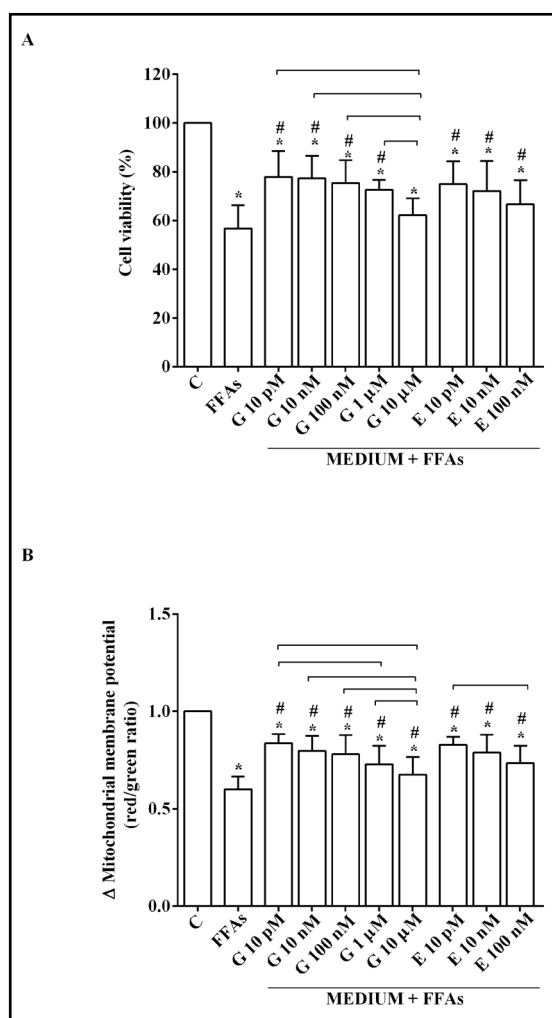 A
120
100
80
60
40
20
0
Cell viability (%)
* # * # * # * # * * # * # * # *
C FFAs G 10 pM G 10 nM G 100 nM G 1 µM G 10 µM E 10 pM E 10 nM E 100 nM
MEDIUM + FFAs
B
1.5
1.0
0.5
0.0
Δ Mitochondrial membrane potential
(red/green ratio)
* # * # * # * # * # * # * # * # *
C FFAs G 10 pM G 10 nM G 100 nM G 1 µM G 10 µM E 10 pM E 10 nM E 100 nM
MEDIUM + FFAs